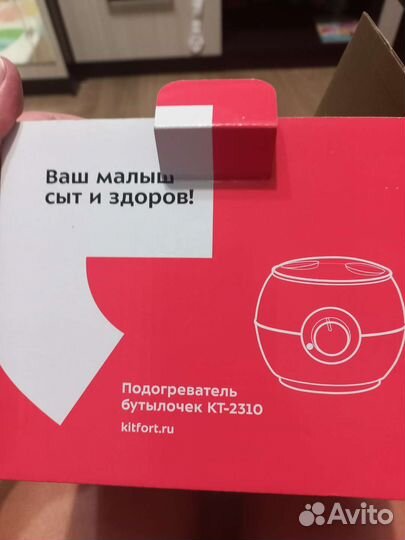 Ваш малыш
сыт и здоров!
Подогреватель
бутылочек КТ-2310
kitfort.ru
Avito